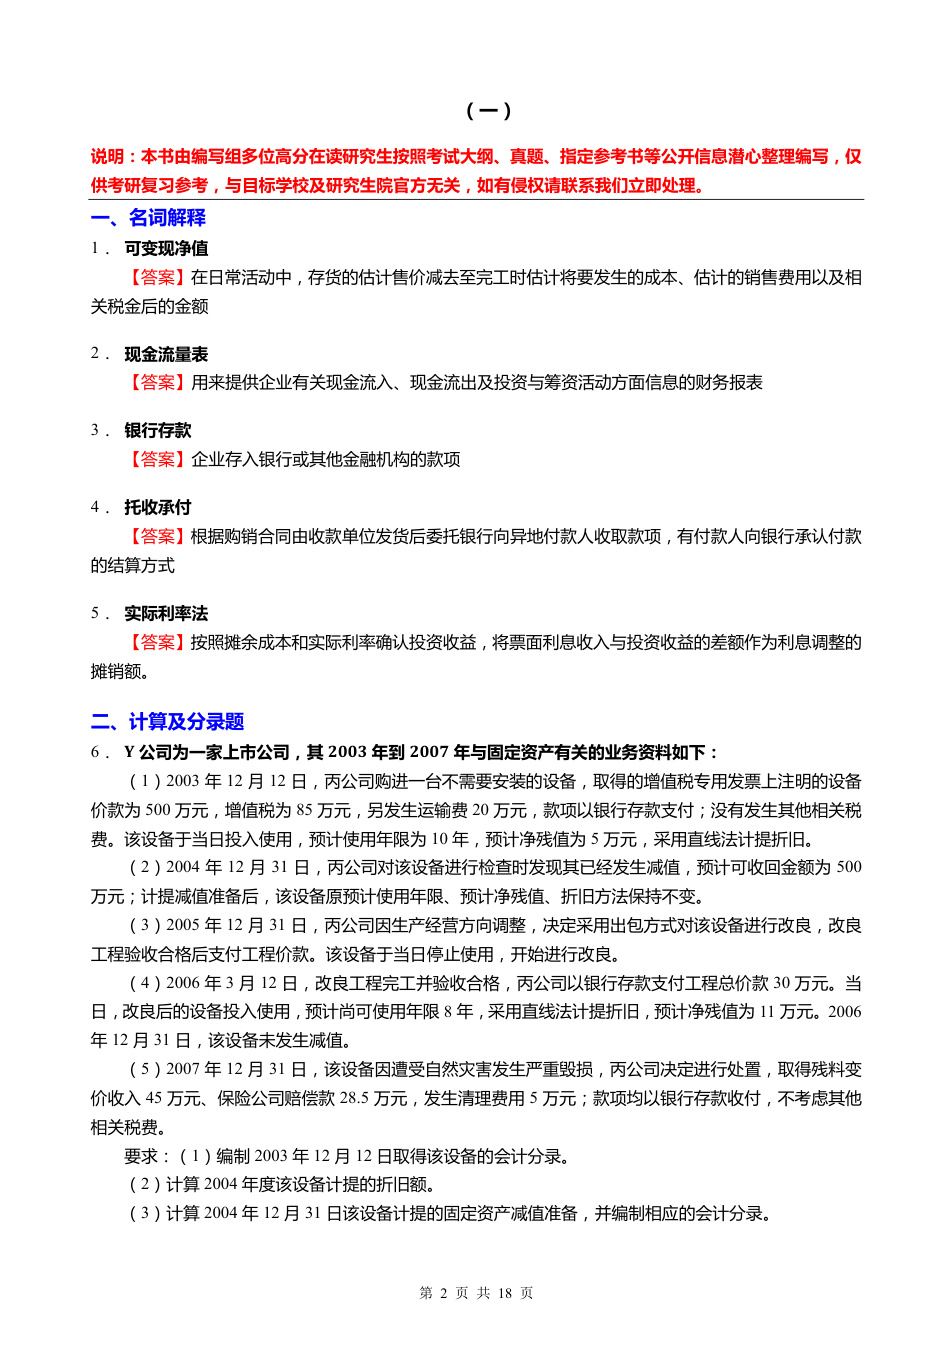 （一）
说明：本书由编写组多位高分在读研究生按照考试大纲、真题、指定参考书等公开信息潜心整理编写，仅
供考研复习参考，与目标学校及研究生院官方无关，如有侵权请联系我们立即处理。
一、名词解释
1． 可变现净值
【答案】在日常活动中，存货的估计售价减去至完工时估计将要发生的成本、估计的销售费用以及相
关税金后的金额
2． 现金流量表
【答案】用来提供企业有关现金流入、现金流出及投资与筹资活动方面信息的财务报表
3． 银行存款
【答案】企业存入银行或其他金融机构的款项
4． 托收承付
【答案】根据购销合同由收款单位发货后委托银行向异地付款人收取款项，有付款人向银行承认付款
的结算方式
5． 实际利率法
【答案】按照摊余成本和实际利率确认投资收益，将票面利息收入与投资收益的差额作为利息调整的
摊销额。
二、计算及分录题
6． Y 公司为一家上市公司，其 2003 年到 2007 年与固定资产有关的业务资料如下：
（1）2003 年 12 月 12 日，丙公司购进一台不需要安装的设备，取得的增值税专用发票上注明的设备
价款为 500 万元，增值税为 85 万元，另发生运输费 20 万元，款项以银行存款支付；没有发生其他相关税
费。该设备于当日投入使用，预计使用年限为 10 年，预计净残值为 5 万元，采用直线法计提折旧。
（2）2004 年 12 月 31 日，丙公司对该设备进行检查时发现其已经发生减值，预计可收回金额为 500
万元；计提减值准备后，该设备原预计使用年限、预计净残值、折旧方法保持不变。
（3）2005 年 12 月 31 日，丙公司因生产经营方向调整，决定采用出包方式对该设备进行改良，改良
工程验收合格后支付工程价款。该设备于当日停止使用，开始进行改良。
（4）2006 年 3 月 12 日，改良工程完工并验收合格，丙公司以银行存款支付工程总价款 30 万元。当
日，改良后的设备投入使用，预计尚可使用年限 8 年，采用直线法计提折旧，预计净残值为 11 万元。2006
年 12 月 31 日，该设备未发生减值。
（5）2007 年 12 月 31 日，该设备因遭受自然灾害发生严重毁损，丙公司决定进行处置，取得残料变
价收入 45 万元、保险公司赔偿款 28.5 万元，发生清理费用 5 万元；款项均以银行存款收付，不考虑其他
相关税费。
要求：（1）编制 2003 年 12 月 12 日取得该设备的会计分录。
（2）计算 2004 年度该设备计提的折旧额。
（3）计算 2004 年 12 月 31 日该设备计提的固定资产减值准备，并编制相应的会计分录。
第 2 页 共 18 页